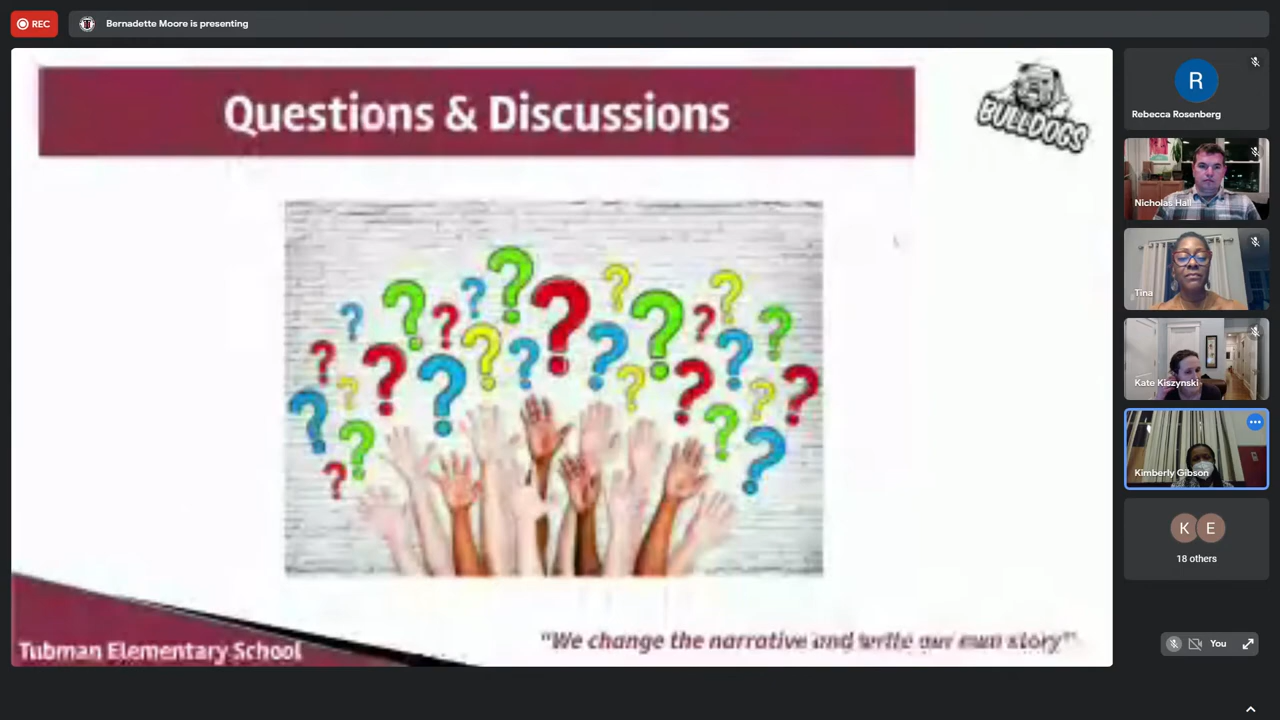 REC
Bernadette Moore is presenting
Questions & Discussions
BULLDOGS
R
Rebecca Rosenberg
Nicholas Hall
Tina
Kate Kiszynski
Kimberly Gibson
K E
18 others
Tubman Elementary School
"We change the narrative and write our own story"
You